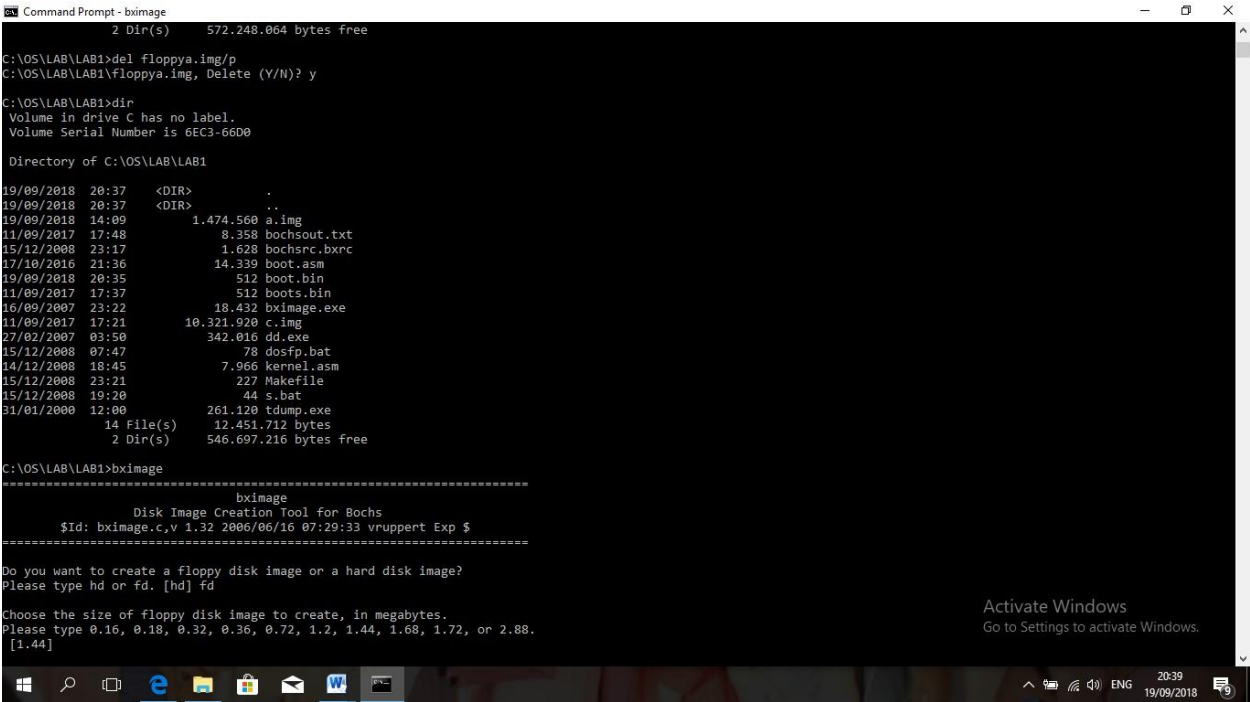 Command Prompt - bximage
2 Dir(s) 572.248.064 bytes free
C:\OS\LAB\LAB1>del floppya.img/p
C:\OS\LAB\LAB1\floppya.img, Delete (Y/N)? y
C:\OS\LAB\LAB1>dir
Volume in drive C has no label.
Volume Serial Number is 6EC3-66D0
Directory of C:\OS\LAB\LAB1
19/09/2018 20:37 <DIR> .
19/09/2018 20:37 <DIR> ..
19/09/2018 14:09 1.474.560 a.img
11/09/2017 17:48 8.358 bochsout.txt
15/12/2008 23:17 1.628 bochsrc.bxrc
17/10/2016 21:36 14.339 boot.asm
19/09/2018 20:35 512 boot.bin
11/09/2017 17:37 512 boots.bin
16/09/2007 23:22 18.432 bximage.exe
11/09/2017 17:21 10.321.920 c.img
27/02/2007 03:50 342.016 dd.exe
15/12/2008 07:47 78 dosfp.bat
14/12/2008 18:45 7.966 kernel.asm
15/12/2008 23:21 227 Makefile
15/12/2008 19:20 44 s.bat
31/01/2000 12:00 261.120 tdump.exe
14 File(s) 12.451.712 bytes
2 Dir(s) 546.697.216 bytes free
C:\OS\LAB\LAB1>bximage
========================================================================
bximage
Disk Image Creation Tool for Bochs
$Id: bximage.c,v 1.32 2006/06/16 07:29:33 vruppert Exp $
========================================================================
Do you want to create a floppy disk image or a hard disk image?
Please type hd or fd. [hd] fd
Choose the size of floppy disk image to create, in megabytes.
Please type 0.16, 0.18, 0.32, 0.36, 0.72, 1.2, 1.44, 1.68, 1.72, or 2.88.
[1.44]
Activate Windows
Go to Settings to activate Windows.
ENG
20:39
19/09/2018
9